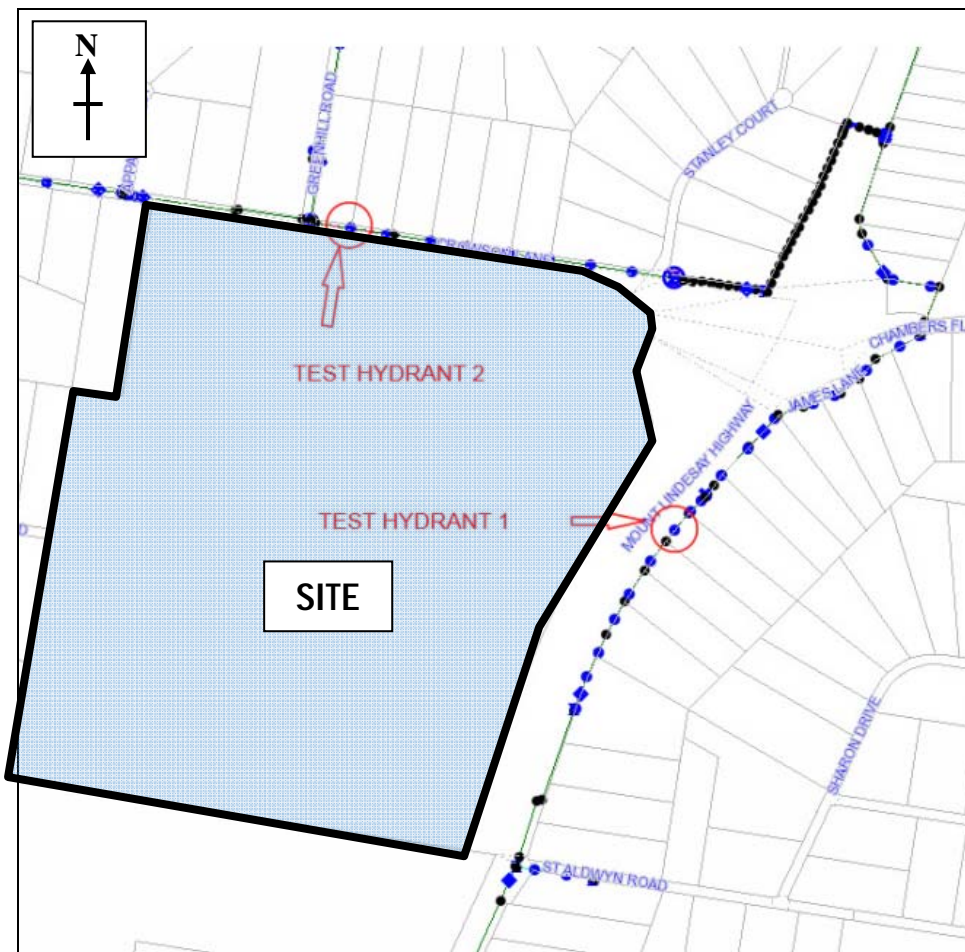 N
GREENHILL ROAD
STANLEY COURT
CHAMBERS FL
JAMES LANE
MOUNT LINDESAY HIGHWAY
TEST HYDRANT 2
TEST HYDRANT 1
SITE
SHARON DRIVE
ST ALDWYN ROAD